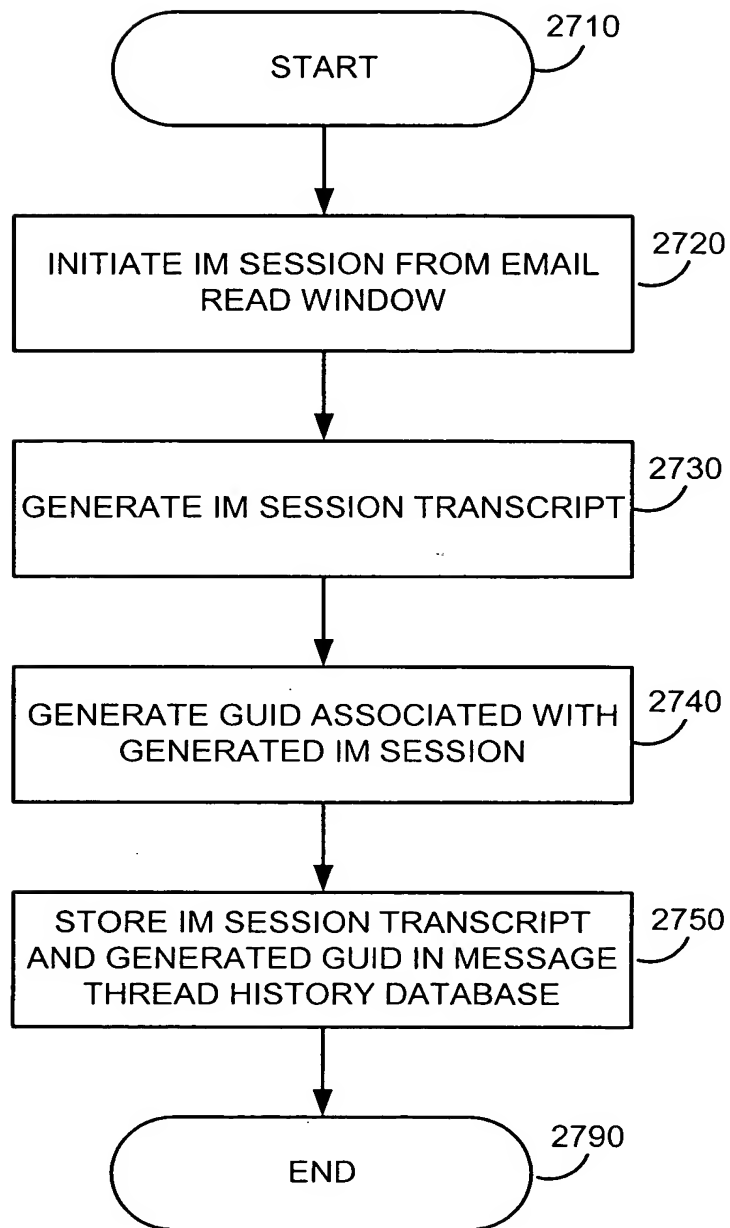 2710
START
2720
INITIATE IM SESSION FROM EMAIL
READ WINDOW
2730
GENERATE IM SESSION TRANSCRIPT
2740
GENERATE GUID ASSOCIATED WITH
GENERATED IM SESSION
2750
STORE IM SESSION TRANSCRIPT
AND GENERATED GUID IN MESSAGE
THREAD HISTORY DATABASE
2790
END